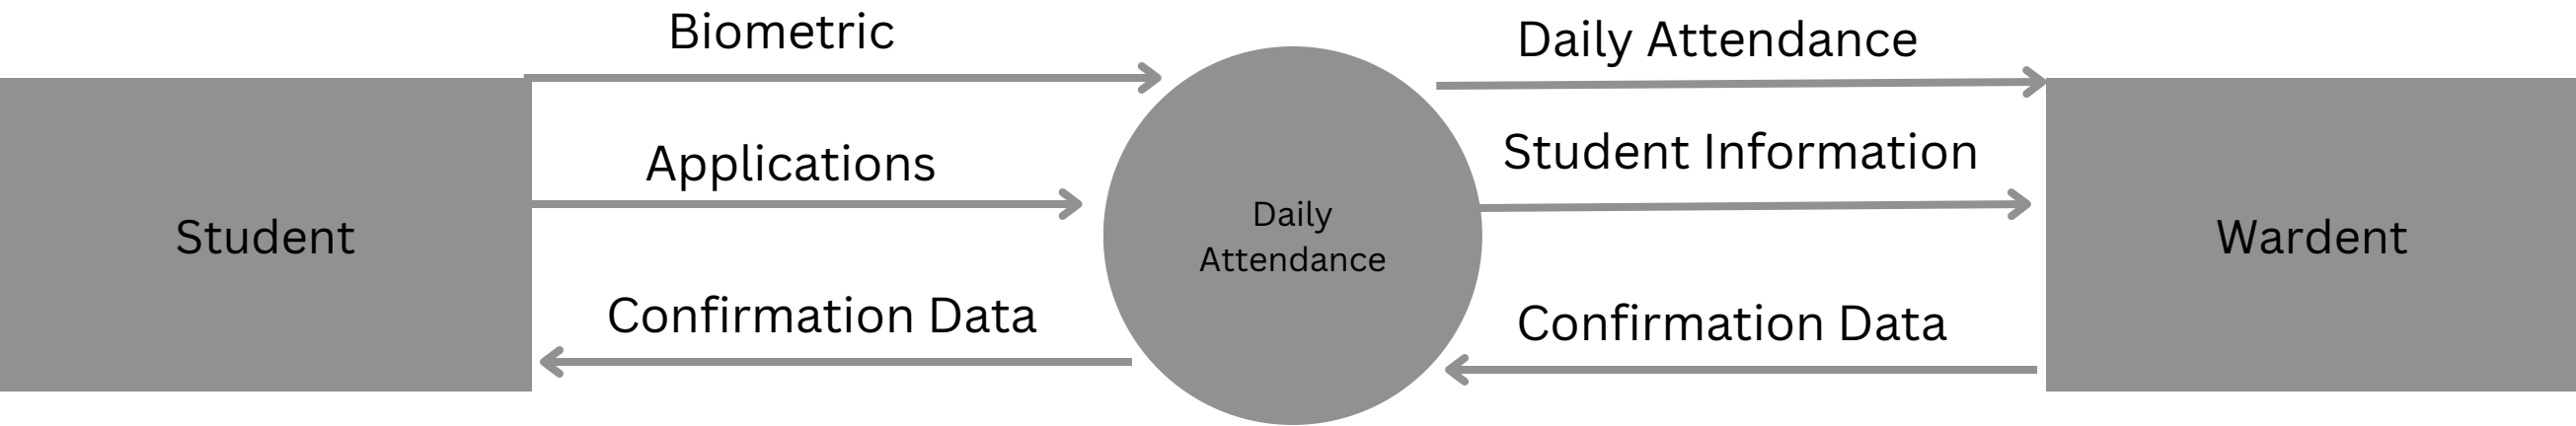 Biometric
Daily Attendance
Applications
Student Information
Student
Daily
Attendance
Wardent
Confirmation Data
Confirmation Data